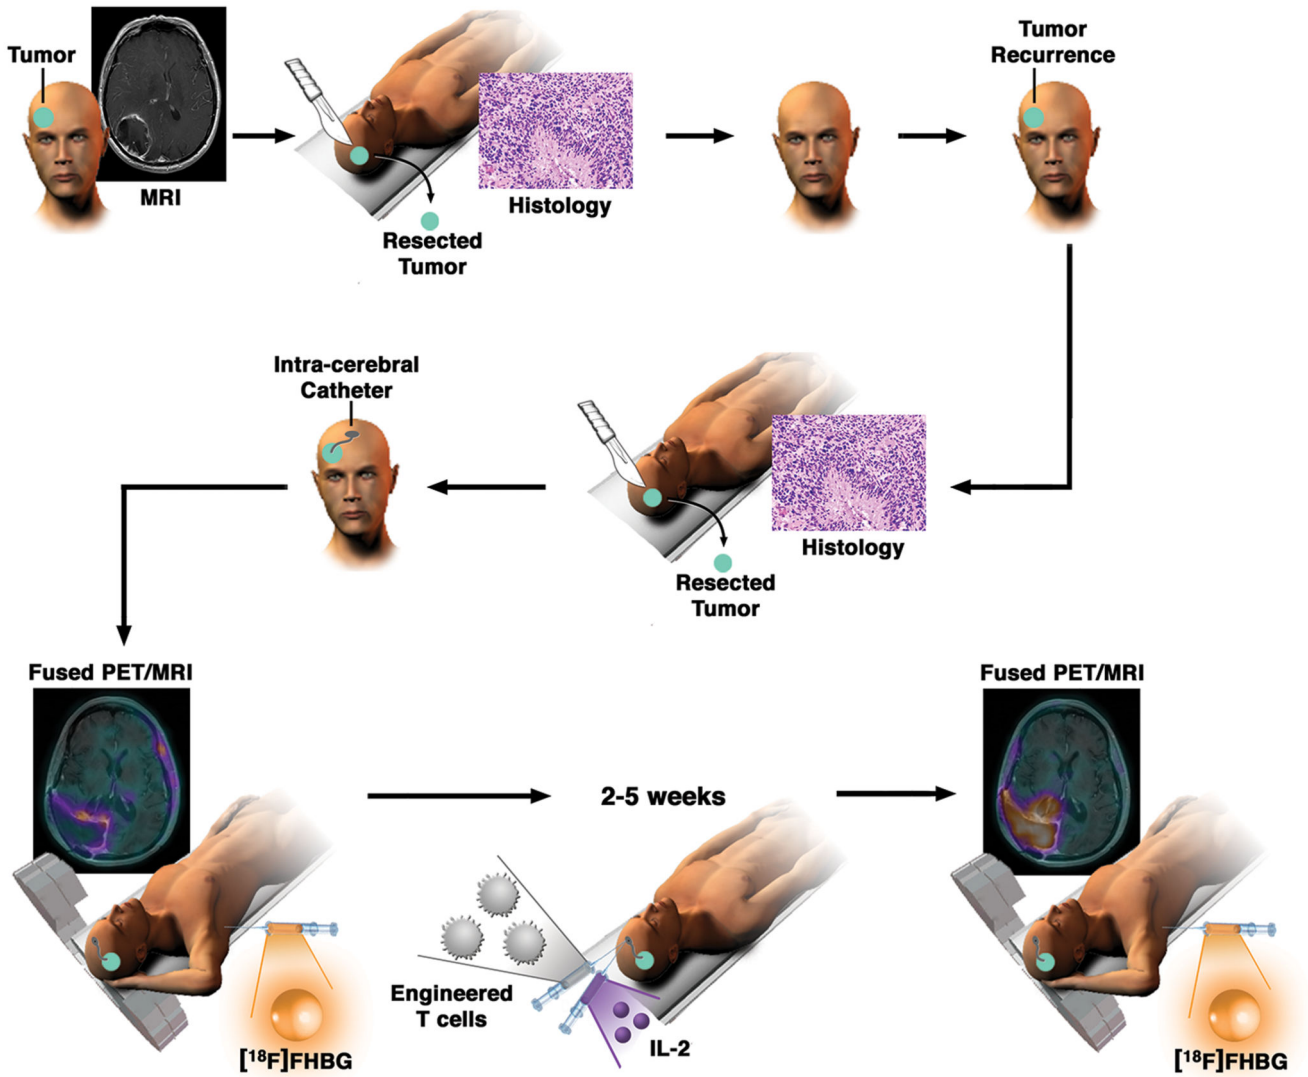 Tumor
MRI
Resected
Tumor
Histology
Tumor
Recurrence
Intra-cerebral
Catheter
Resected
Tumor
Histology
Fused PET/MRI
[¹⁸F]FHBG
2-5 weeks
Engineered
T cells
IL-2
Fused PET/MRI
[¹⁸F]FHBG